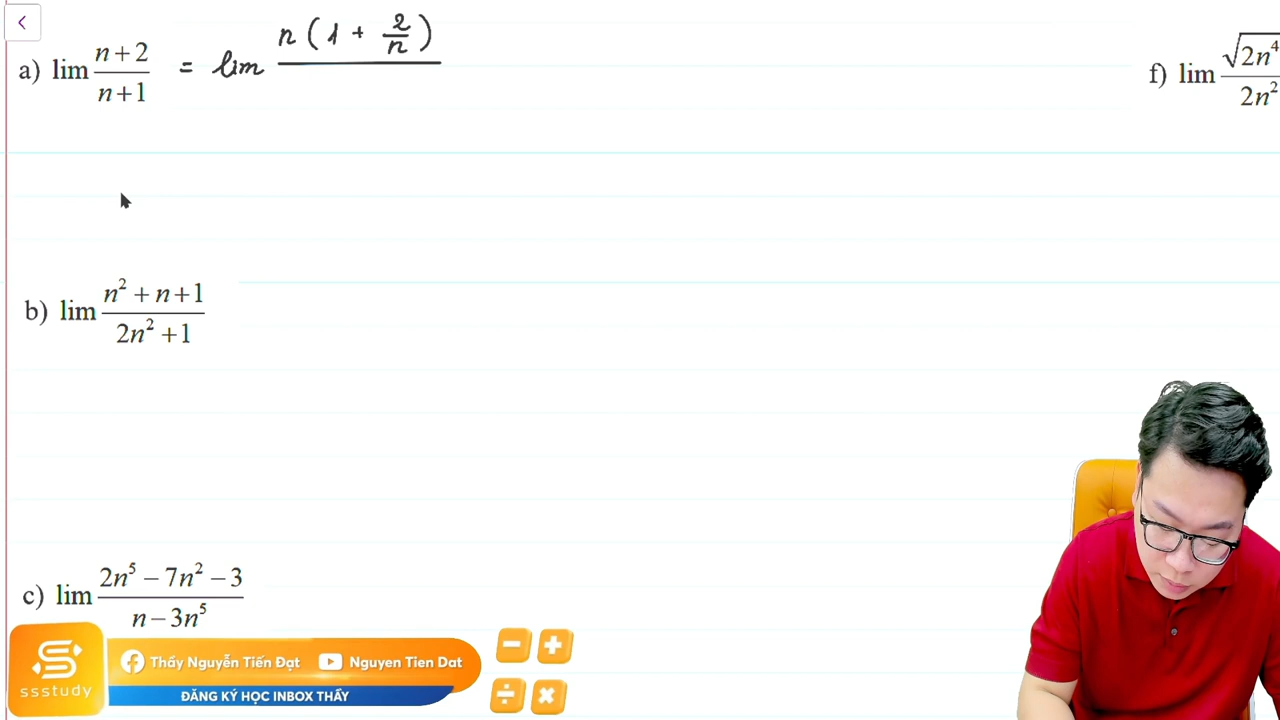 a) lim (n+2)/(n+1) = lim n(1 + 2/n)
f) lim √2n⁴ / 2n²
b) lim (n² + n + 1)/(2n² + 1)
c) lim (2n⁵ − 7n² − 3)/(n − 3n⁵)
ssstudy
Thầy Nguyễn Tiến Đạt Nguyen Tien Dat
ĐĂNG KÝ HỌC INBOX THẦY